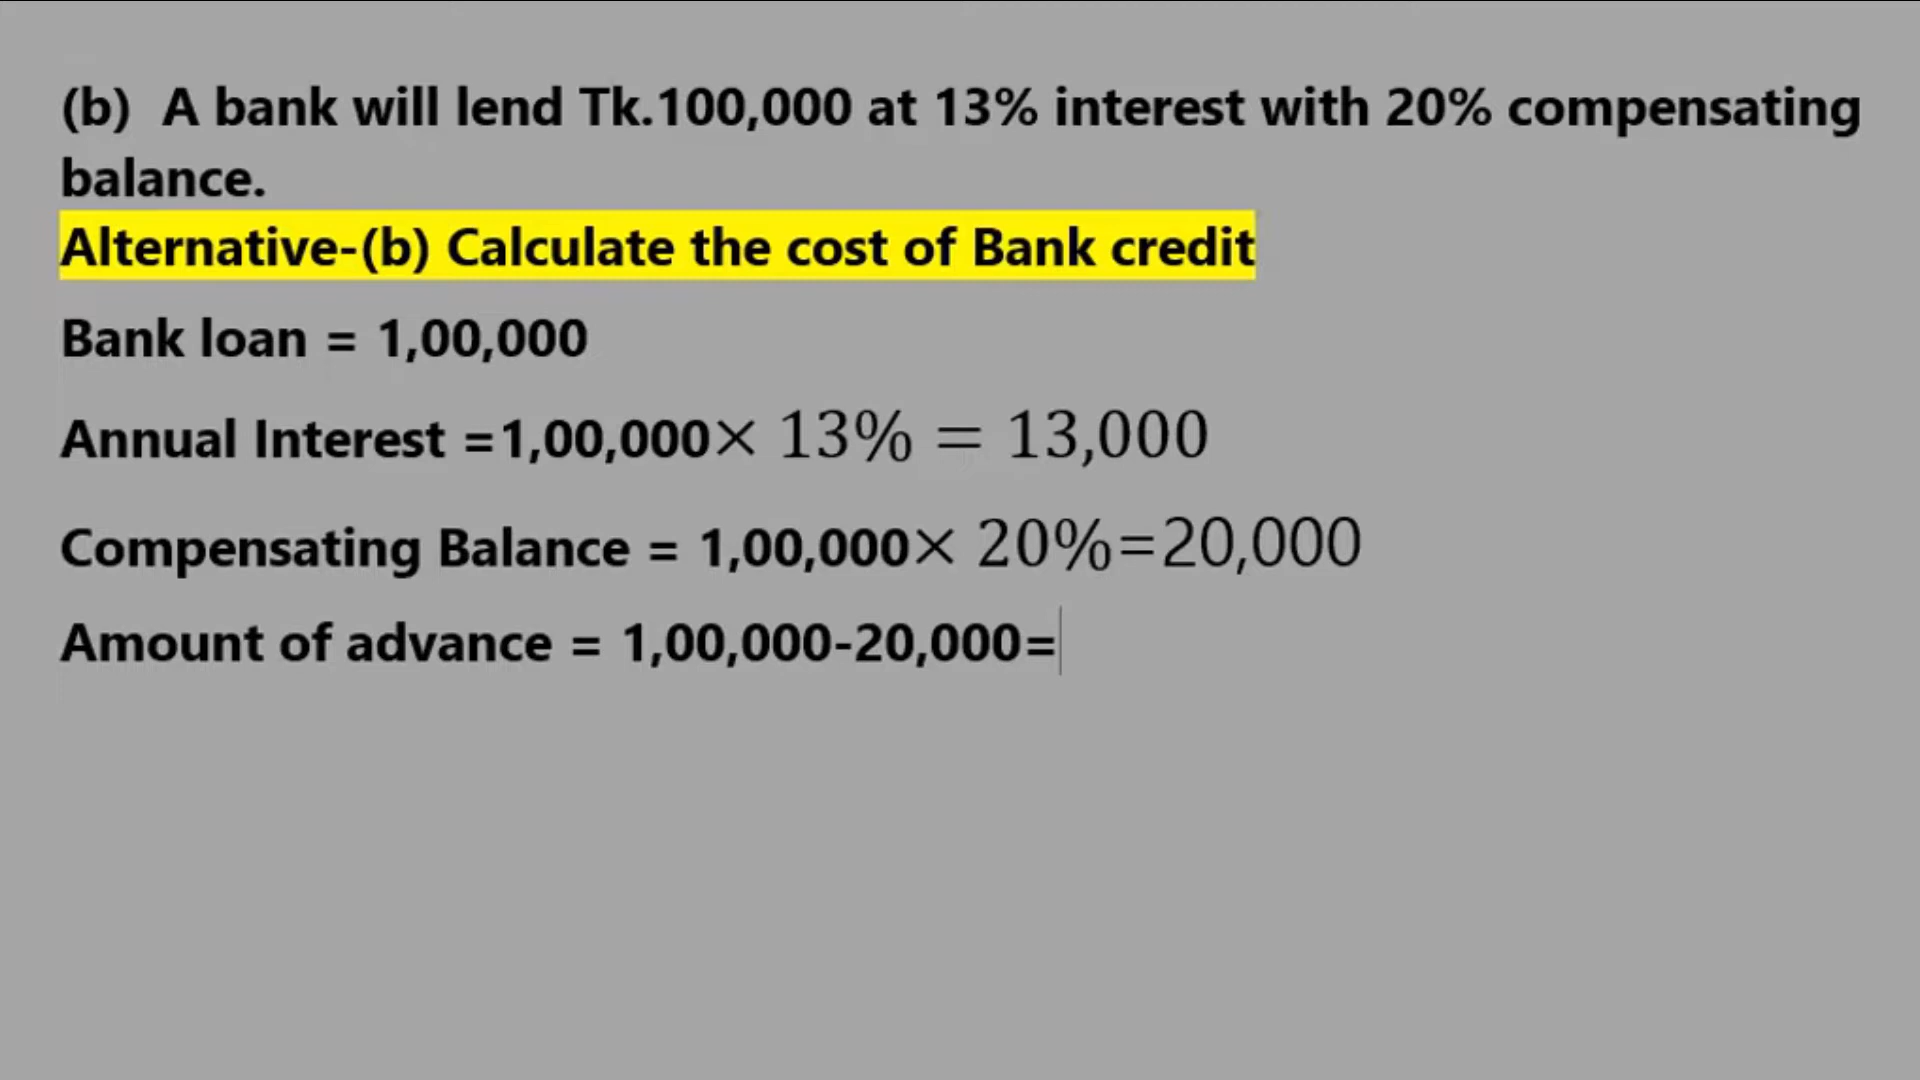 (b) A bank will lend Tk.100,000 at 13% interest with 20% compensating
balance.
Alternative-(b) Calculate the cost of Bank credit
Bank loan = 1,00,000
Annual Interest =1,00,000× 13% = 13,000
Compensating Balance = 1,00,000× 20%=20,000
Amount of advance = 1,00,000-20,000=